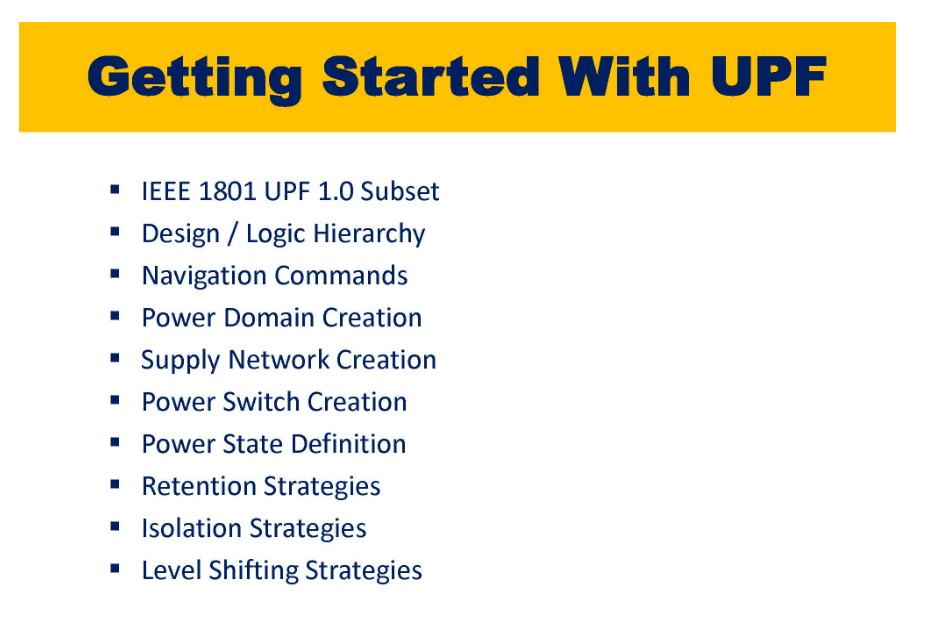 Getting Started With UPF
▪ IEEE 1801 UPF 1.0 Subset
▪ Design / Logic Hierarchy
▪ Navigation Commands
▪ Power Domain Creation
▪ Supply Network Creation
▪ Power Switch Creation
▪ Power State Definition
▪ Retention Strategies
▪ Isolation Strategies
▪ Level Shifting Strategies